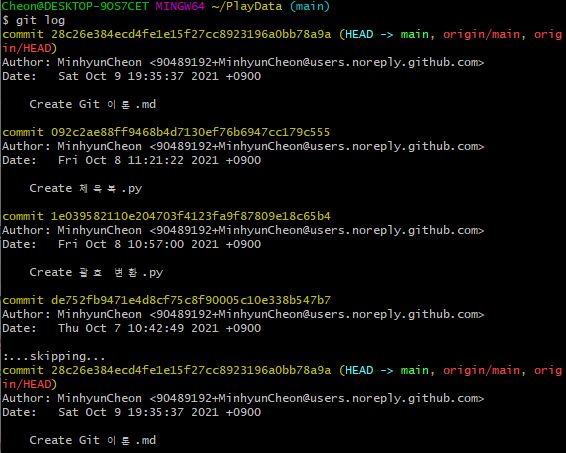 Cheon@DESKTOP-9OS7CET MINGW64 ~/PlayData (main)
$ git log
commit 28c26e384ecd4fe1e15f27cc8923196a0bb78a9a (HEAD -> main, origin/main, orig
in/HEAD)
Author: MinhyunCheon <90489192+MinhyunCheon@users.noreply.github.com>
Date:   Sat Oct 9 19:35:37 2021 +0900
    Create Git 이론.md
commit 092c2ae88ff9468b4d7130ef76b6947cc179c555
Author: MinhyunCheon <90489192+MinhyunCheon@users.noreply.github.com>
Date:   Fri Oct 8 11:21:22 2021 +0900
    Create 체육복.py
commit 1e039582110e204703f4123fa9f87809e18c65b4
Author: MinhyunCheon <90489192+MinhyunCheon@users.noreply.github.com>
Date:   Fri Oct 8 10:57:00 2021 +0900
    Create 괄호 변환.py
commit de752fb9471e4d8cf75c8f90005c10e338b547b7
Author: MinhyunCheon <90489192+MinhyunCheon@users.noreply.github.com>
Date:   Thu Oct 7 10:42:49 2021 +0900
:...skipping...
commit 28c26e384ecd4fe1e15f27cc8923196a0bb78a9a (HEAD -> main, origin/main, orig
in/HEAD)
Author: MinhyunCheon <90489192+MinhyunCheon@users.noreply.github.com>
Date:   Sat Oct 9 19:35:37 2021 +0900
    Create Git 이론.md